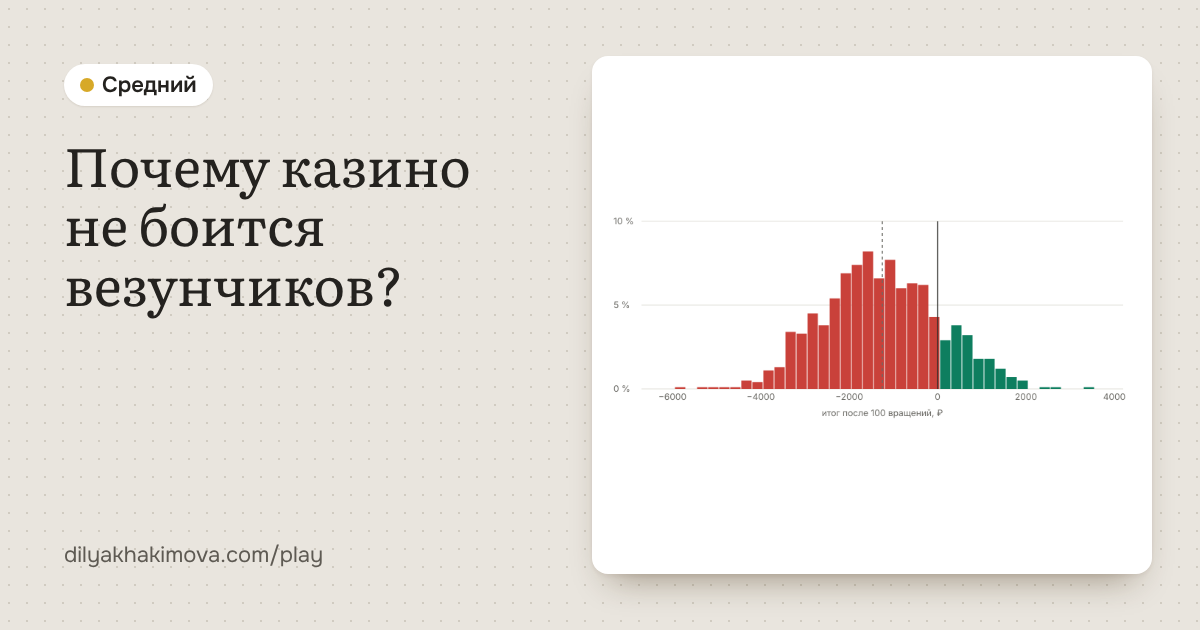 Средний
Почему казино
не боится
везунчиков?
dilyakhakimova.com/play
10 %
5 %
0 %
−6000 −4000 −2000 0 2000 4000
итог после 100 вращений, ₽